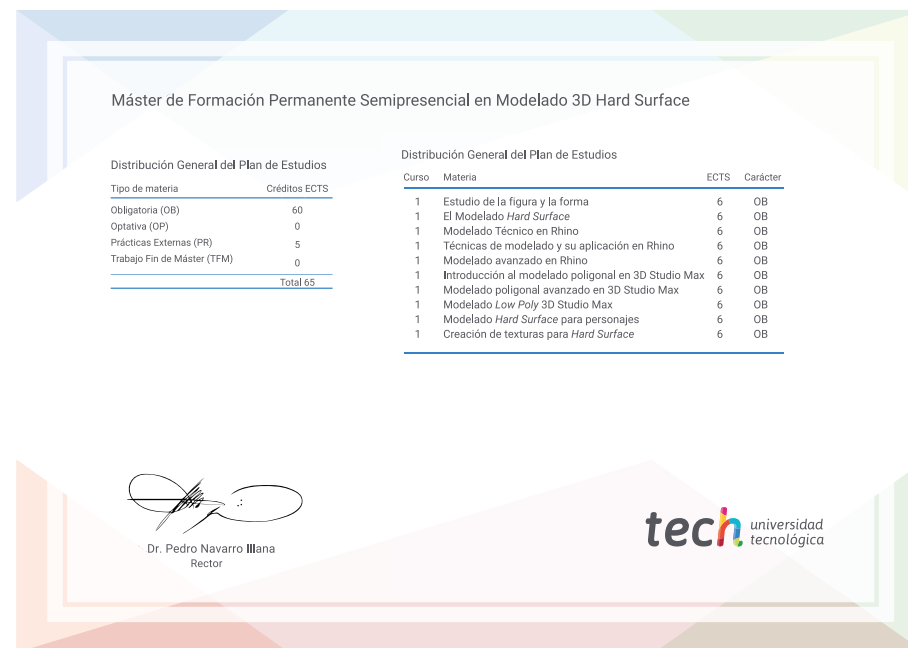 Máster de Formación Permanente Semipresencial en Modelado 3D Hard Surface
Distribución General del Plan de Estudios
Tipo de materia Créditos ECTS
Obligatoria (OB) 60
Optativa (OP) 0
Prácticas Externas (PR) 5
Trabajo Fin de Máster (TFM) 0
Total 65
Distribución General del Plan de Estudios
Curso Materia ECTS Carácter
1 Estudio de la figura y la forma 6 OB
1 El Modelado Hard Surface 6 OB
1 Modelado Técnico en Rhino 6 OB
1 Técnicas de modelado y su aplicación en Rhino 6 OB
1 Modelado avanzado en Rhino 6 OB
1 Introducción al modelado poligonal en 3D Studio Max 6 OB
1 Modelado poligonal avanzado en 3D Studio Max 6 OB
1 Modelado Low Poly 3D Studio Max 6 OB
1 Modelado Hard Surface para personajes 6 OB
1 Creación de texturas para Hard Surface 6 OB
Dr. Pedro Navarro Illana
Rector
tech universidad
tecnológica